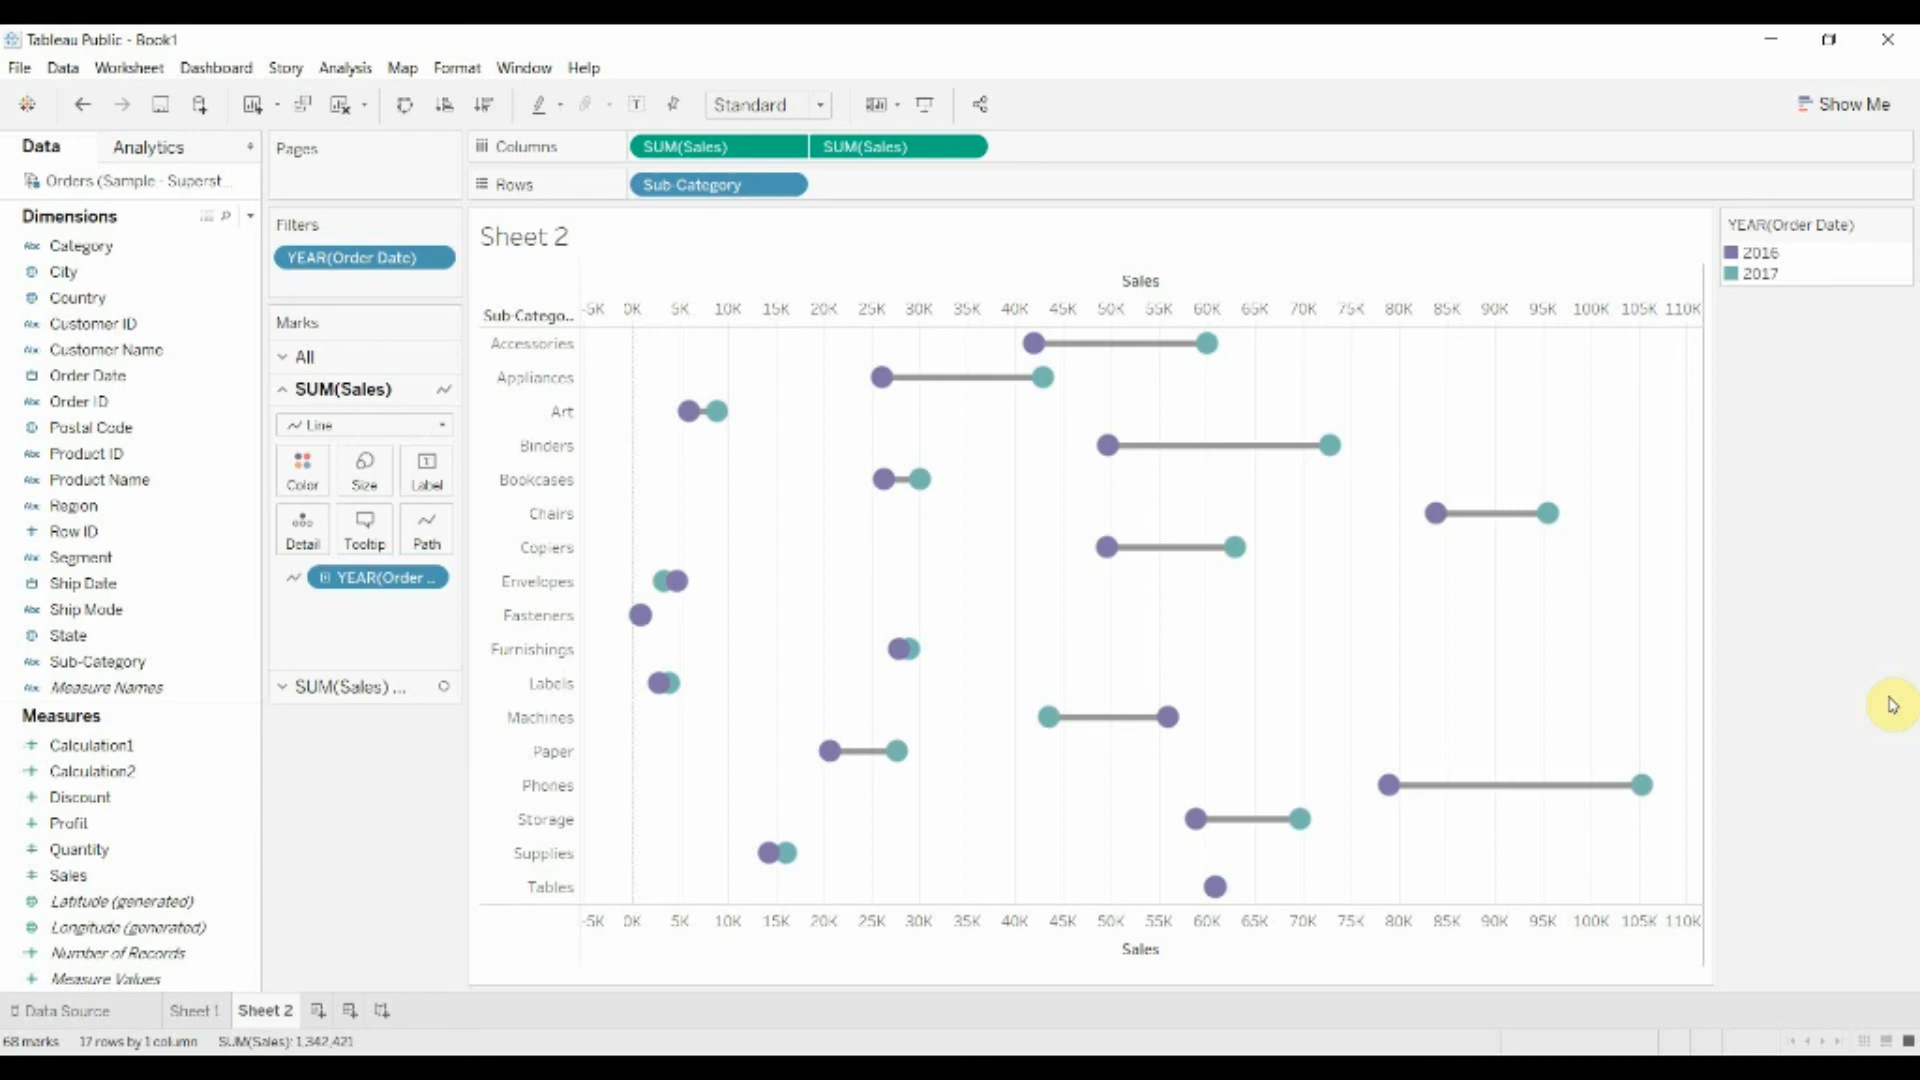 Tableau Public - Book1
File Data Worksheet Dashboard Story Analysis Map Format Window Help
Standard
Show Me
Data
Analytics
Orders (Sample - Superst...
Dimensions
Category
City
Country
Customer ID
Customer Name
Order Date
Order ID
Postal Code
Product ID
Product Name
Region
Row ID
Segment
Ship Date
Ship Mode
State
Sub-Category
Measure Names
Measures
Calculation1
Calculation2
Discount
Profit
Quantity
Sales
Latitude (generated)
Longitude (generated)
Number of Records
Measure Values
Pages
Filters
YEAR(Order Date)
Marks
All
SUM(Sales)
Line
Color Size Label
Detail Tooltip Path
YEAR(Order ..
SUM(Sales) ...
Columns SUM(Sales) SUM(Sales)
Rows Sub-Category
Sheet 2
Sales
Sub-Catego..
-5K 0K 5K 10K 15K 20K 25K 30K 35K 40K 45K 50K 55K 60K 65K 70K 75K 80K 85K 90K 95K 100K 105K 110K
Accessories
Appliances
Art
Binders
Bookcases
Chairs
Copiers
Envelopes
Fasteners
Furnishings
Labels
Machines
Paper
Phones
Storage
Supplies
Tables
-5K 0K 5K 10K 15K 20K 25K 30K 35K 40K 45K 50K 55K 60K 65K 70K 75K 80K 85K 90K 95K 100K 105K 110K
Sales
YEAR(Order Date)
2016
2017
Data Source Sheet 1 Sheet 2
68 marks 17 rows by 1 column SUM(Sales): 1,342,421